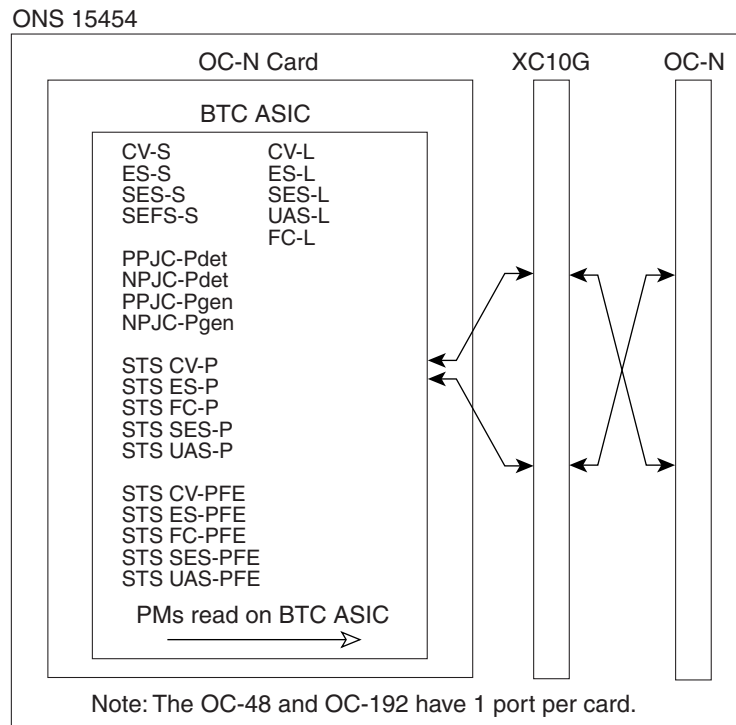 ONS 15454
OC-N Card
XC10G
OC-N
BTC ASIC
CV-S
ES-S
SES-S
SEFS-S
CV-L
ES-L
SES-L
UAS-L
FC-L
PPJC-Pdet
NPJC-Pdet
PPJC-Pgen
NPJC-Pgen
STS CV-P
STS ES-P
STS FC-P
STS SES-P
STS UAS-P
STS CV-PFE
STS ES-PFE
STS FC-PFE
STS SES-PFE
STS UAS-PFE
PMs read on BTC ASIC
Note: The OC-48 and OC-192 have 1 port per card.